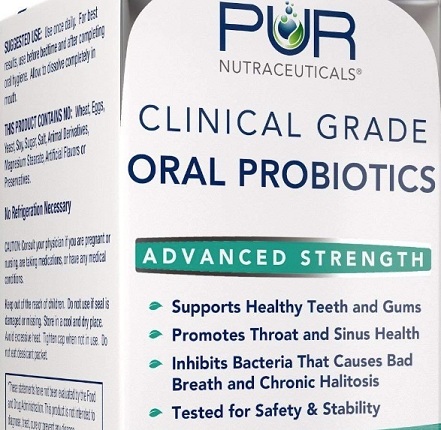 SUGGESTED USE: Use once daily. For best
results, use before bedtime and after completing
oral hygiene. Allow to dissolve completely in
mouth.
THIS PRODUCT CONTAINS NO: Wheat, Eggs,
Yeast, Soy, Sugar, Salt, Animal Derivatives,
Magnesium Stearate, Artificial Flavors or
Preservatives.
No Refrigeration Necessary
CAUTION: Consult your physician if you are pregnant or
nursing, are taking medications, or have any medical
conditions.
Keep out of the reach of children. Do not use if seal is
damaged or missing. Store in a cool and dry place.
Avoid excessive heat. Tighten cap when not in use. Do
not eat desiccant packet.
*These statements have not been evaluated by the Food
and Drug Administration. This product is not intended to
diagnose, treat, cure or prevent any disease.
PUR
NUTRACEUTICALS®
CLINICAL GRADE
ORAL PROBIOTICS
ADVANCED STRENGTH
Supports Healthy Teeth and Gums
Promotes Throat and Sinus Health
Inhibits Bacteria That Causes Bad
Breath and Chronic Halitosis
Tested for Safety & Stability